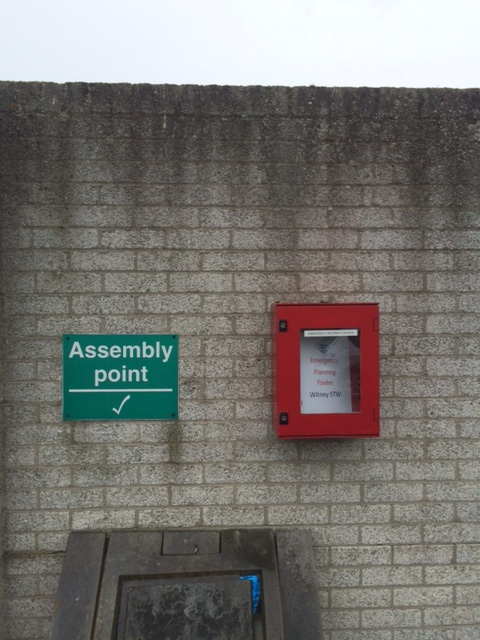 Assembly
point
Emergency
Planning
Folder
Witney STW